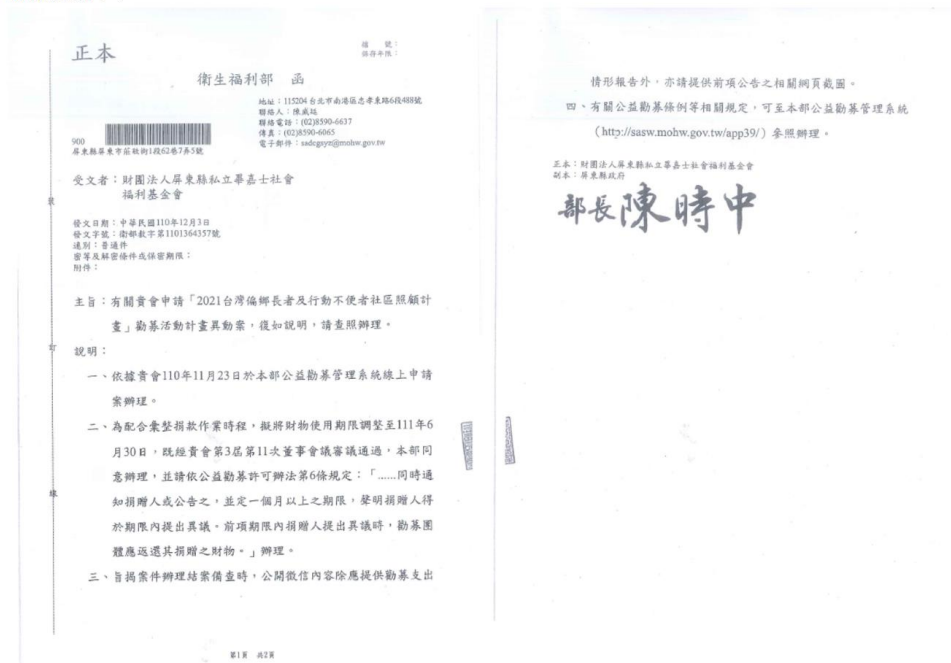 正本
檔　號：
保存年限：
衛生福利部　函
地址：115204台北市南港區忠孝東路6段488號
聯絡人：陳威廷
聯絡電話：(02)8590-6637
傳真：(02)8590-6065
電子郵件：sadcgsyz@mohw.gov.tw
900
屏東縣屏東市莊敬街1段62巷7弄5號
受文者：財團法人屏東縣私立畢嘉士社會
福利基金會
發文日期：中華民國110年12月3日
發文字號：衛部救字第1101364357號
速別：普通件
密等及解密條件或保密期限：
附件：
主旨：有關貴會申請「2021台灣偏鄉長者及行動不便者社區照顧計
畫」勸募活動計畫異動案，復如說明，請查照辦理。
說明：
一、依據貴會110年11月23日於本部公益勸募管理系統線上申請
案辦理。
二、為配合彙整捐款作業時程，擬將財物使用期限調整至111年6
月30日，既經貴會第3屆第11次董事會議審議通過，本部同
意辦理，並請依公益勸募許可辦法第6條規定：「……同時通
知捐贈人或公告之，並定一個月以上之期限，聲明捐贈人得
於期限內提出異議。前項期限內捐贈人提出異議時，勸募團
體應返還其捐贈之財物。」辦理。
三、旨揭案件辦理結案備查時，公開徵信內容除應提供勸募支出
裝
訂
線
第1頁　共2頁
情形報告外，亦請提供前項公告之相關網頁截圖。
四、有關公益勸募條例等相關規定，可至本部公益勸募管理系統
（http://sasw.mohw.gov.tw/app39/）參照辦理。
正本：財團法人屏東縣私立畢嘉士社會福利基金會
副本：屏東縣政府
部長陳時中